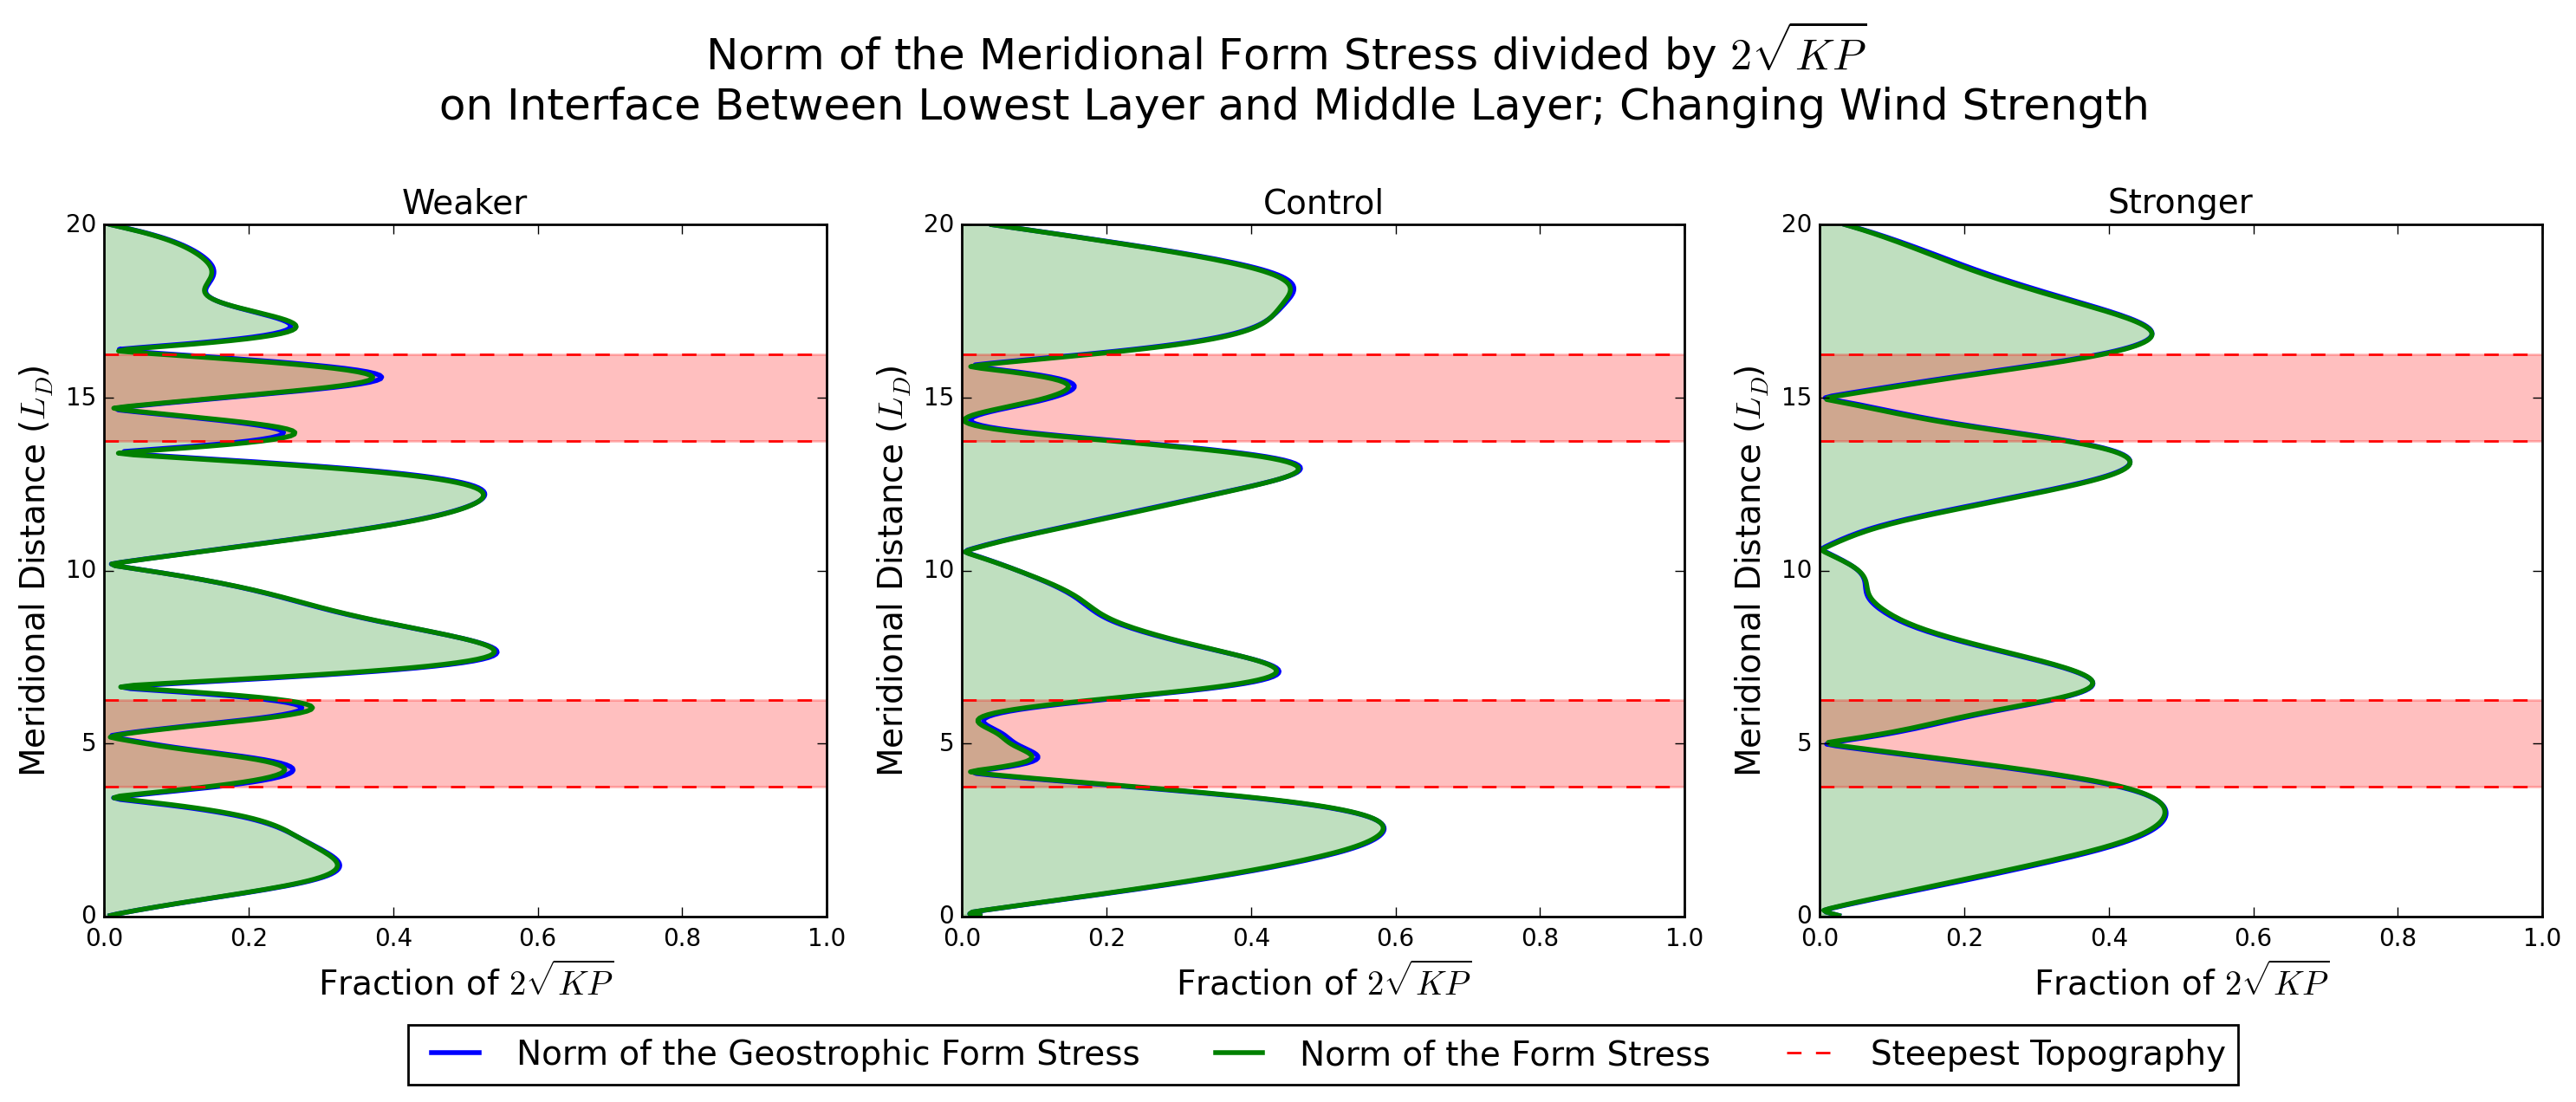 Norm of the Meridional Form Stress divided by 2√KP
on Interface Between Lowest Layer and Middle Layer; Changing Wind Strength
Weaker
Control
Stronger
Meridional Distance (L_D)
20
15
10
5
0
0.0 0.2 0.4 0.6 0.8 1.0
Fraction of 2√KP
Meridional Distance (L_D)
20
15
10
5
0
0.0 0.2 0.4 0.6 0.8 1.0
Fraction of 2√KP
Meridional Distance (L_D)
20
15
10
5
0
0.0 0.2 0.4 0.6 0.8 1.0
Fraction of 2√KP
Norm of the Geostrophic Form Stress
Norm of the Form Stress
Steepest Topography